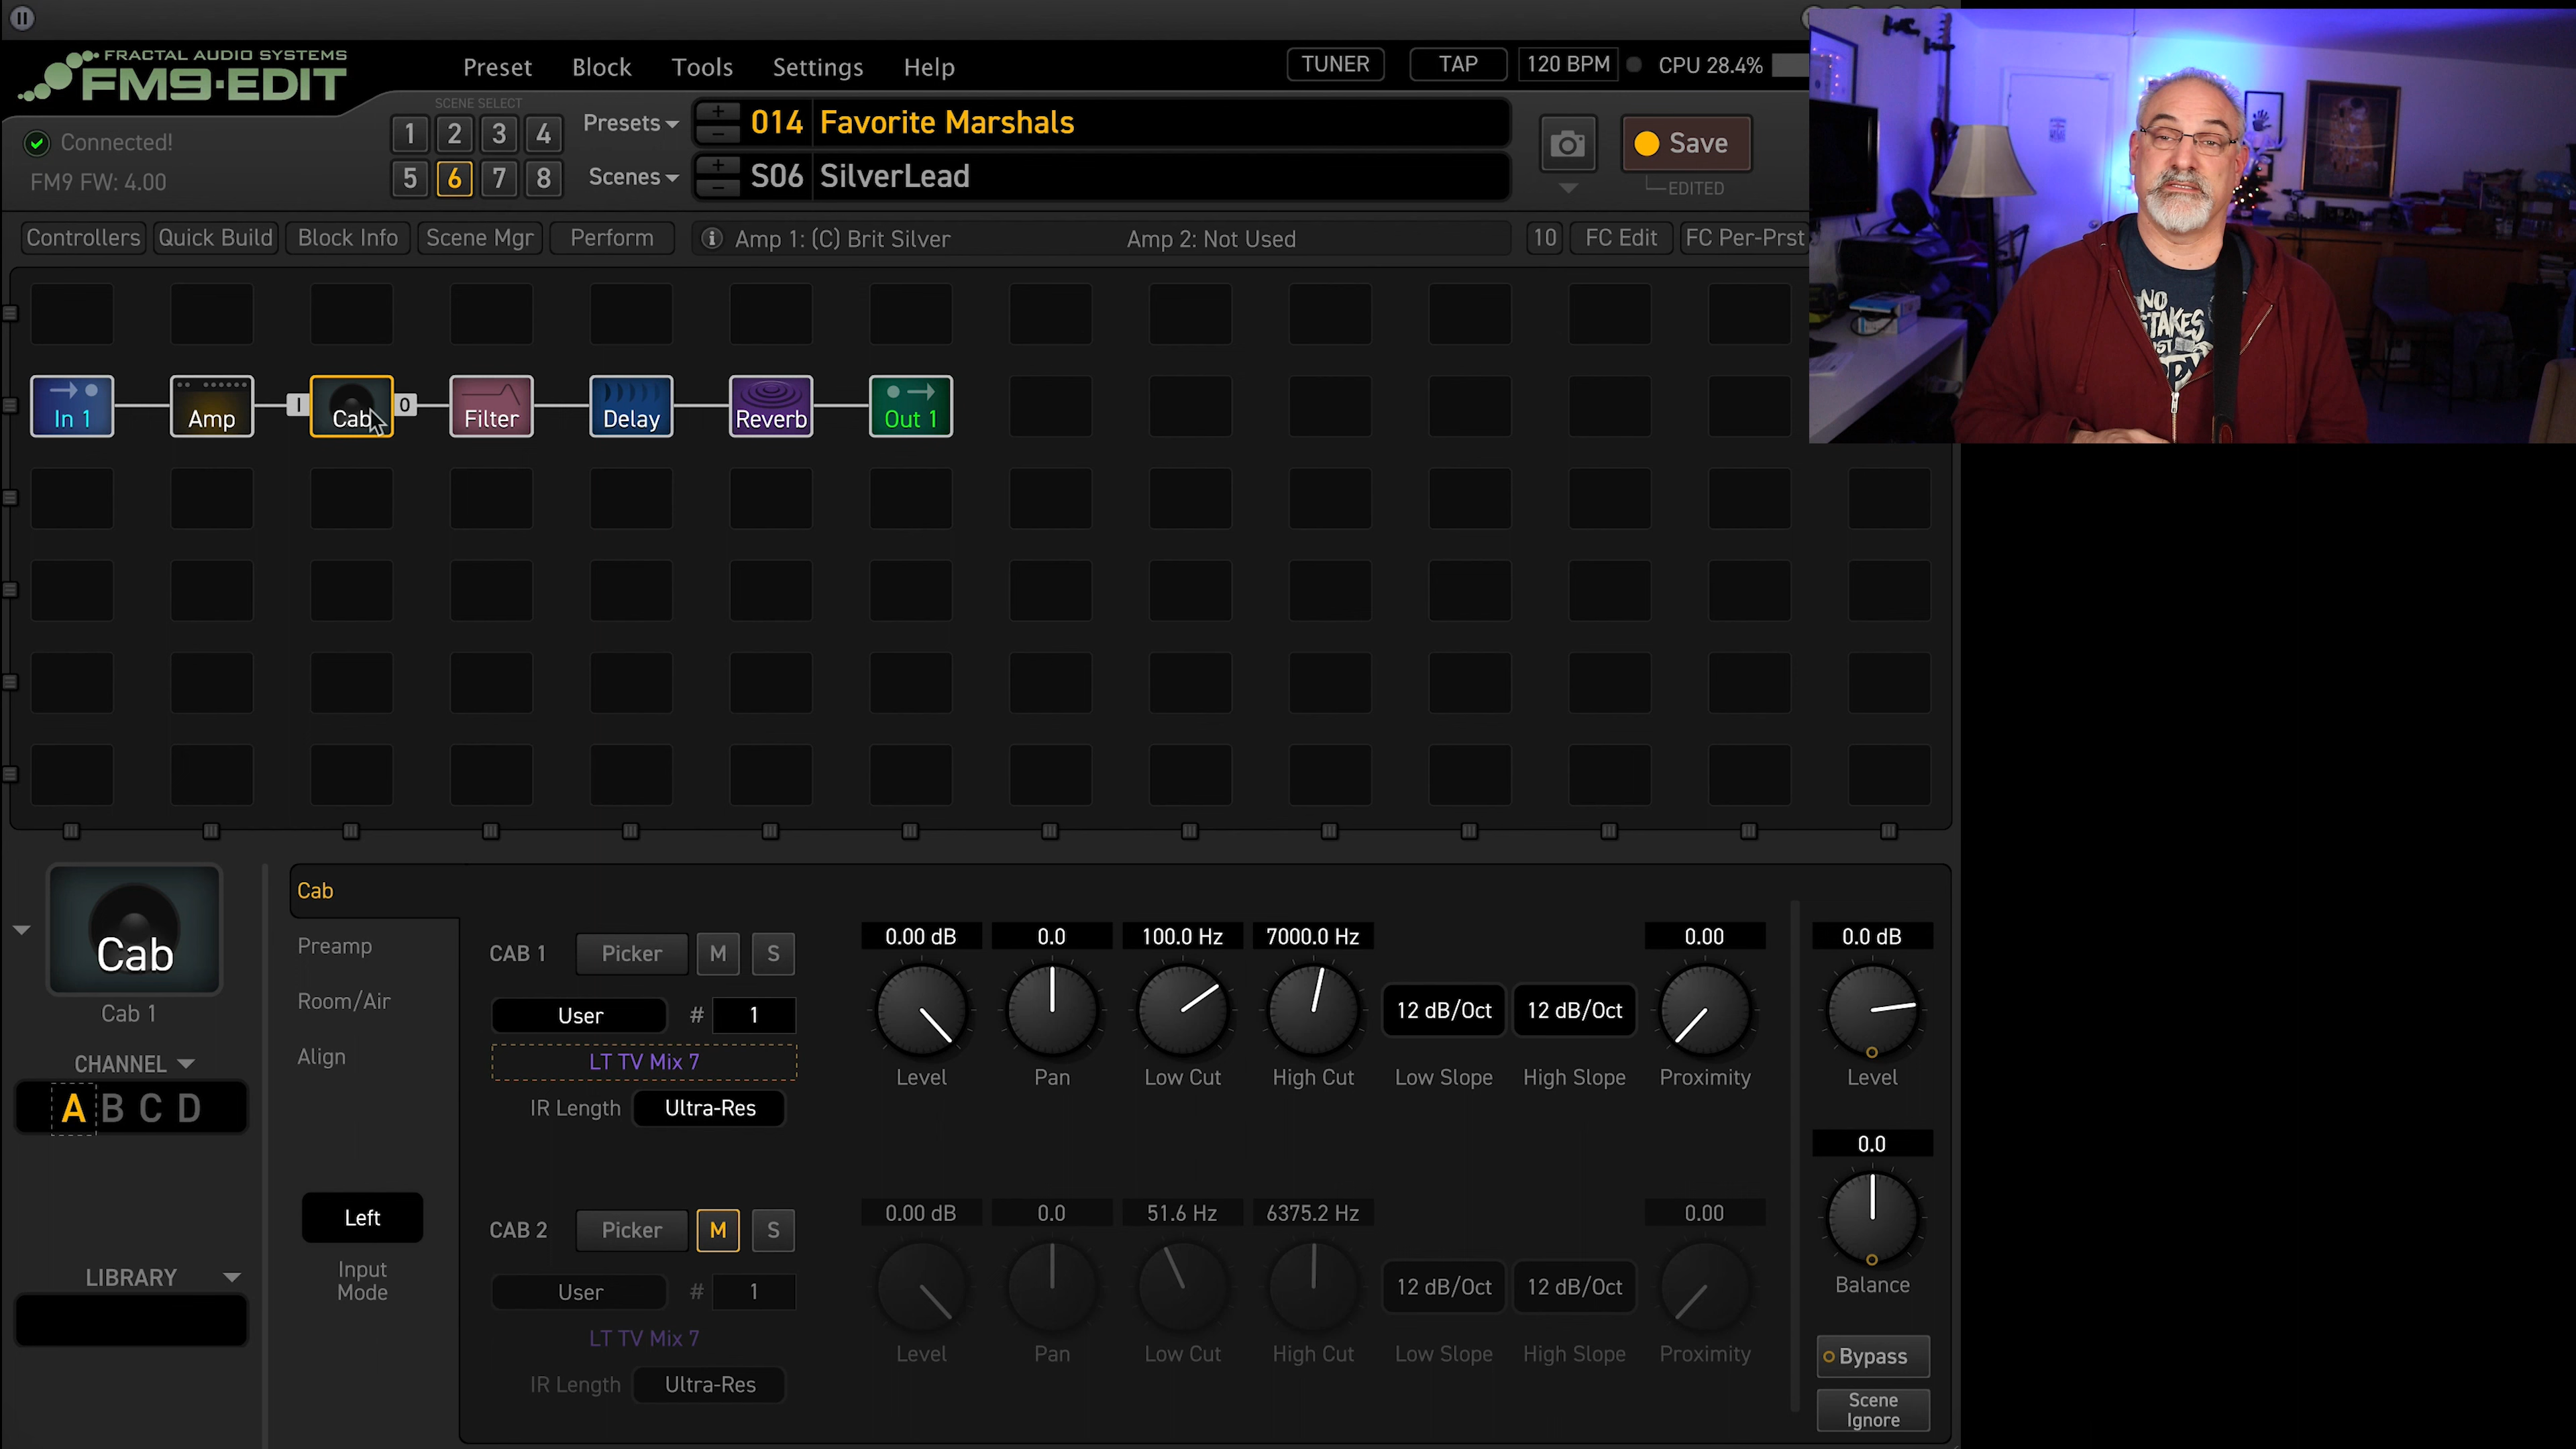 FRACTAL AUDIO SYSTEMS
FM9·EDIT
Preset Block Tools Settings Help
TUNER TAP 120 BPM CPU 28.4%
SCENE SELECT
1 2 3 4
5 6 7 8
Connected!
FM9 FW: 4.00
Presets
+
-
014 Favorite Marshals
Scenes
+
-
S06 SilverLead
Save
EDITED
Controllers Quick Build Block Info Scene Mgr Perform
Amp 1: (C) Brit Silver Amp 2: Not Used
10 FC Edit FC Per-Prst
NO
In 1 Amp I Cab O Filter Delay Reverb Out 1
Cab
Cab 1
CHANNEL
A B C D
LIBRARY
Cab
Preamp
Room/Air
Align
Left
Input
Mode
CAB 1 Picker M S
User # 1
LT TV Mix 7
IR Length Ultra-Res
0.00 dB 0.0 100.0 Hz 7000.0 Hz 0.00
12 dB/Oct 12 dB/Oct
Level Pan Low Cut High Cut Low Slope High Slope Proximity
CAB 2 Picker M S
User # 1
LT TV Mix 7
IR Length Ultra-Res
0.00 dB 0.0 51.6 Hz 6375.2 Hz 0.00
12 dB/Oct 12 dB/Oct
Level Pan Low Cut High Cut Low Slope High Slope Proximity
0.0 dB
Level
0.0
Balance
Bypass
Scene
Ignore